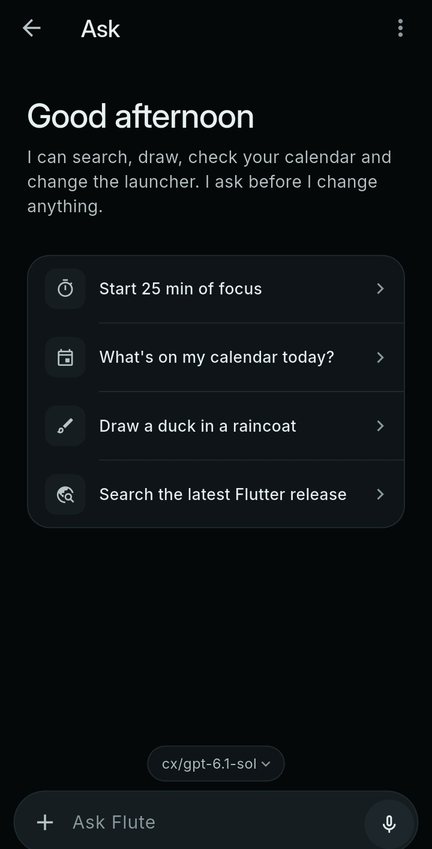 Ask
Good afternoon
I can search, draw, check your calendar and
change the launcher. I ask before I change
anything.
Start 25 min of focus
What's on my calendar today?
Draw a duck in a raincoat
Search the latest Flutter release
cx/gpt-6.1-sol
Ask Flute